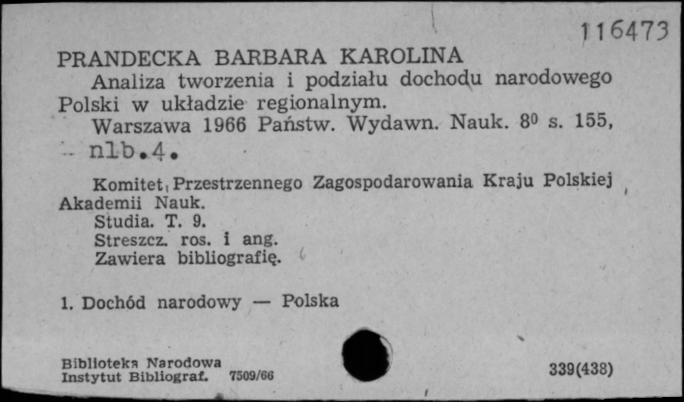 116473
PRANDECKA BARBARA KAROLINA
Analiza tworzenia i podziału dochodu narodowego
Polski w układzie regionalnym.
Warszawa 1966 Państw. Wydawn. Nauk. 8⁰ s. 155,
nlb.4.
Komitet Przestrzennego Zagospodarowania Kraju Polskiej
Akademii Nauk.
Studia. T. 9.
Streszcz. ros. i ang.
Zawiera bibliografię.
1. Dochód narodowy — Polska
Biblioteka Narodowa
Instytut Bibliograf. 7509/66
339(438)